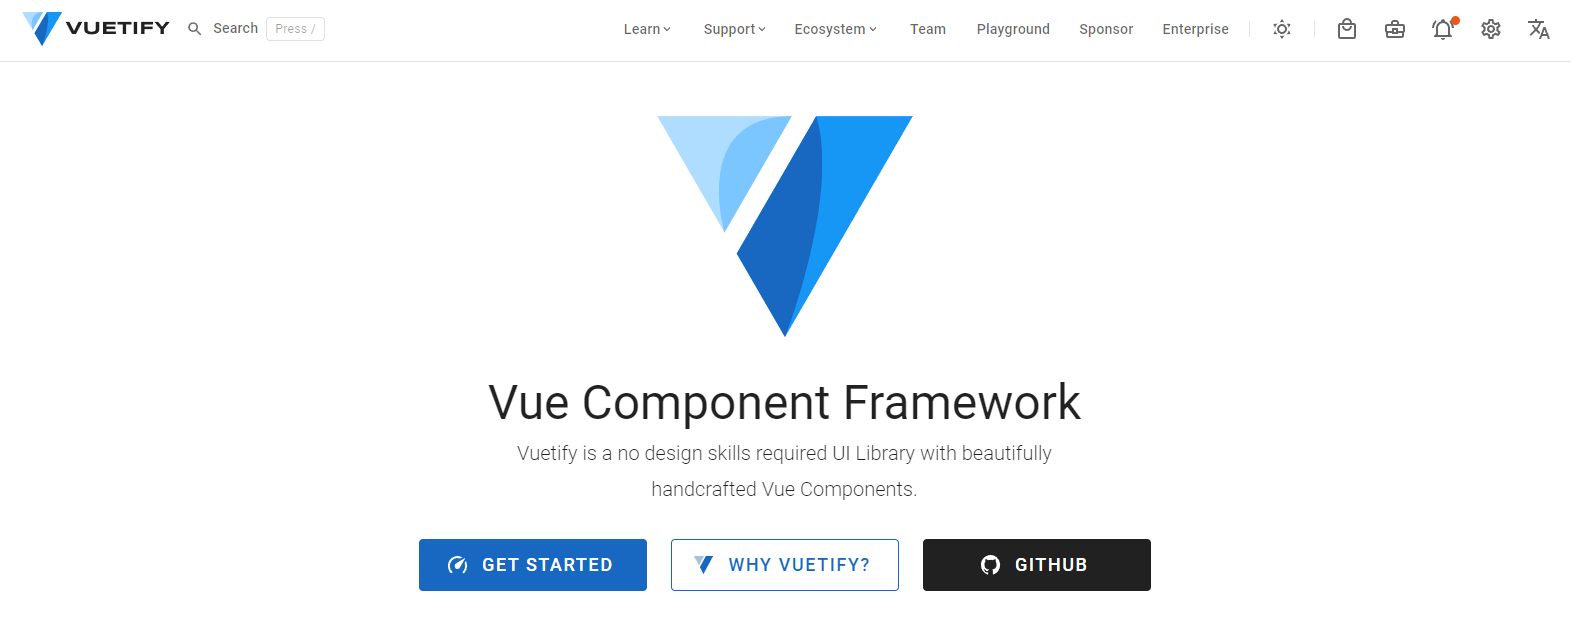 VUETIFY Search Press / Learn Support Ecosystem Team Playground Sponsor Enterprise
Vue Component Framework
Vuetify is a no design skills required UI Library with beautifully
handcrafted Vue Components.
GET STARTED WHY VUETIFY? GITHUB